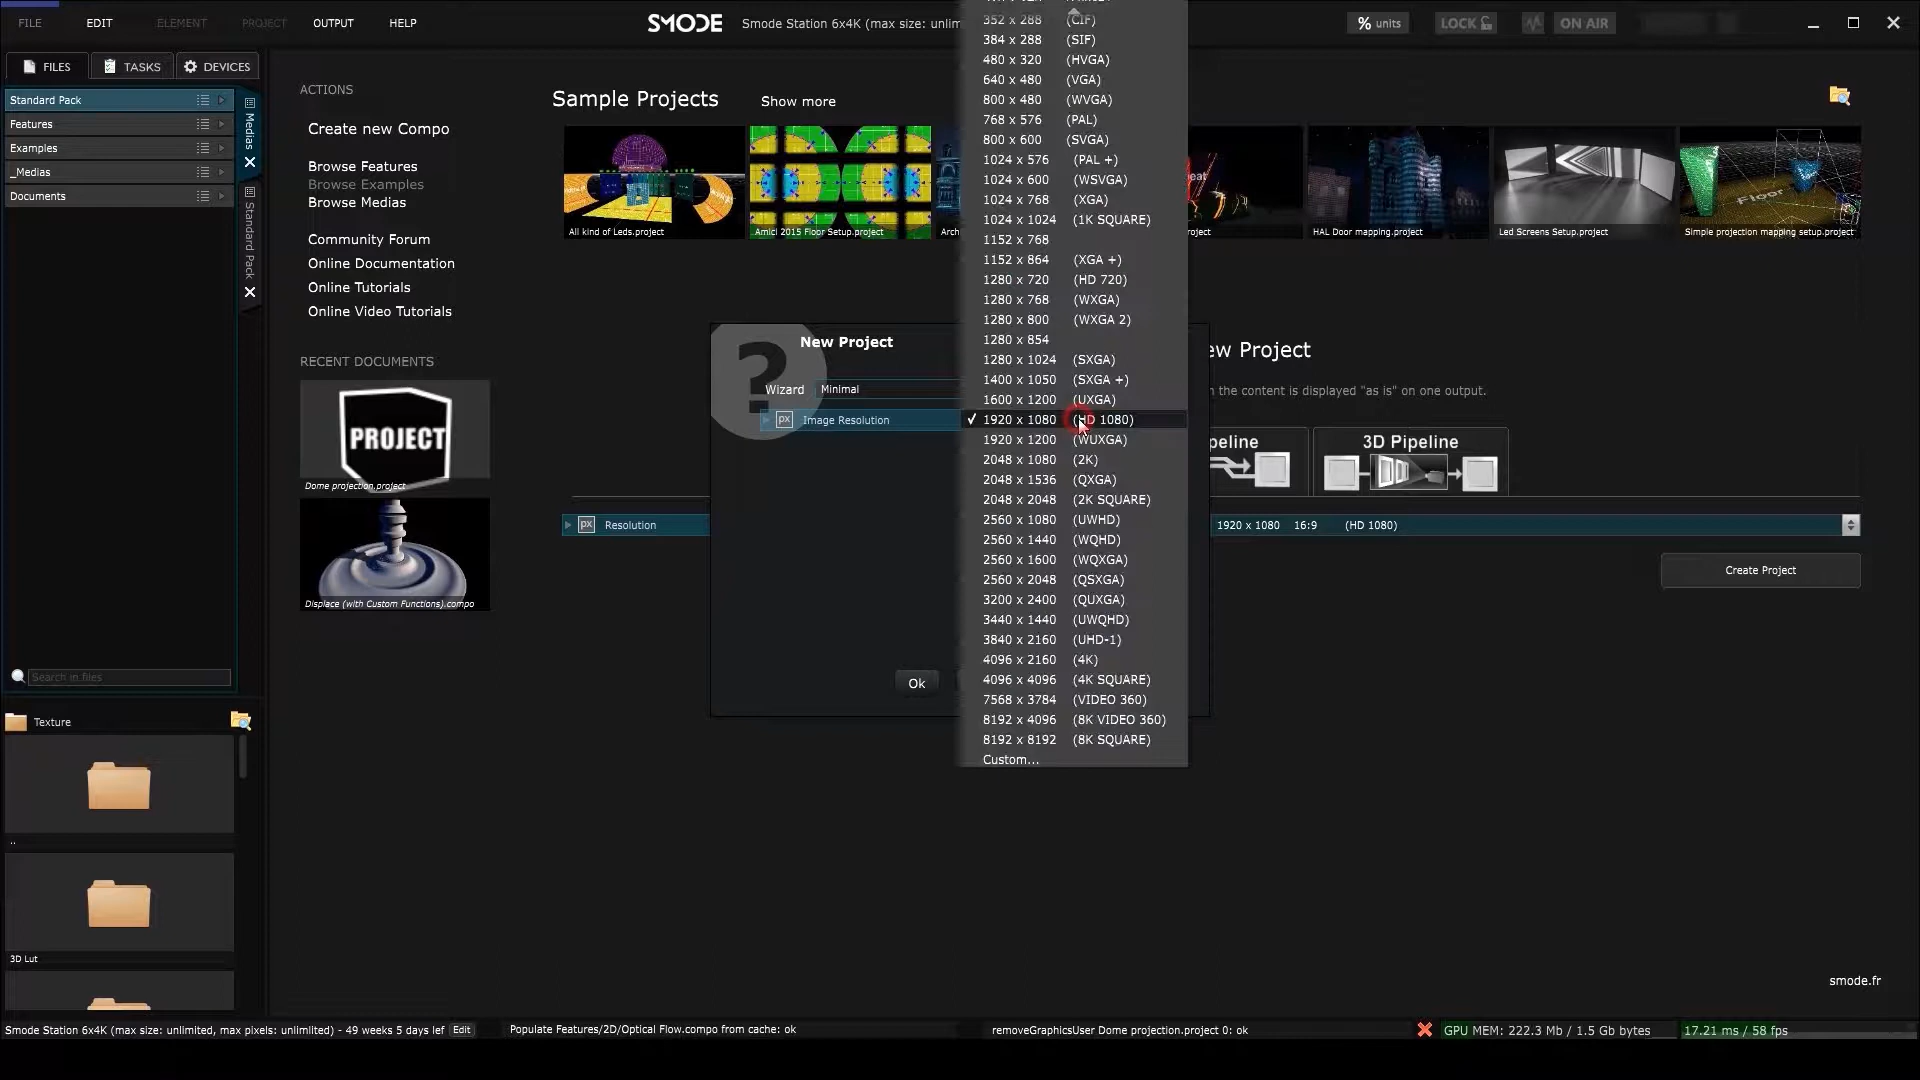 FILE EDIT ELEMENT PROJECT OUTPUT HELP
SMODE Smode Station 6x4K (max size: unlim
% units LOCK ON AIR
FILES TASKS DEVICES
Standard Pack
Features
Examples
_Medias
Documents
Medias
Standard Pack
Search in files
Texture
..
3D Lut
ACTIONS
Create new Compo
Browse Features
Browse Examples
Browse Medias
Community Forum
Online Documentation
Online Tutorials
Online Video Tutorials
RECENT DOCUMENTS
PROJECT
Dome projection.project
Displace (with Custom Functions).compo
Sample Projects Show more
All kind of Leds.project
Amici 2015 Floor Setup.project
Arch
roject
HAL Door mapping.project
Led Screens Setup.project
Floor
Simple projection mapping setup.project
New Project
?
Wizard Minimal
px Image Resolution
Ok
352 x 288 (CIF)
384 x 288 (SIF)
480 x 320 (HVGA)
640 x 480 (VGA)
800 x 480 (WVGA)
768 x 576 (PAL)
800 x 600 (SVGA)
1024 x 576 (PAL +)
1024 x 600 (WSVGA)
1024 x 768 (XGA)
1024 x 1024 (1K SQUARE)
1152 x 768
1152 x 864 (XGA +)
1280 x 720 (HD 720)
1280 x 768 (WXGA)
1280 x 800 (WXGA 2)
1280 x 854
1280 x 1024 (SXGA)
1400 x 1050 (SXGA +)
1600 x 1200 (UXGA)
✓ 1920 x 1080 (HD 1080)
1920 x 1200 (WUXGA)
2048 x 1080 (2K)
2048 x 1536 (QXGA)
2048 x 2048 (2K SQUARE)
2560 x 1080 (UWHD)
2560 x 1440 (WQHD)
2560 x 1600 (WQXGA)
2560 x 2048 (QSXGA)
3200 x 2400 (QUXGA)
3440 x 1440 (UWQHD)
3840 x 2160 (UHD-1)
4096 x 2160 (4K)
4096 x 4096 (4K SQUARE)
7568 x 3784 (VIDEO 360)
8192 x 4096 (8K VIDEO 360)
8192 x 8192 (8K SQUARE)
Custom...
ew Project
the content is displayed "as is" on one output.
peline 3D Pipeline
px Resolution 1920 x 1080 16:9 (HD 1080)
Create Project
smode.fr
Smode Station 6x4K (max size: unlimited, max pixels: unlimited) - 49 weeks 5 days lef Edit
Populate Features/2D/Optical Flow.compo from cache: ok
removeGraphicsUser Dome projection.project 0: ok
GPU MEM: 222.3 Mb / 1.5 Gb bytes
17.21 ms / 58 fps